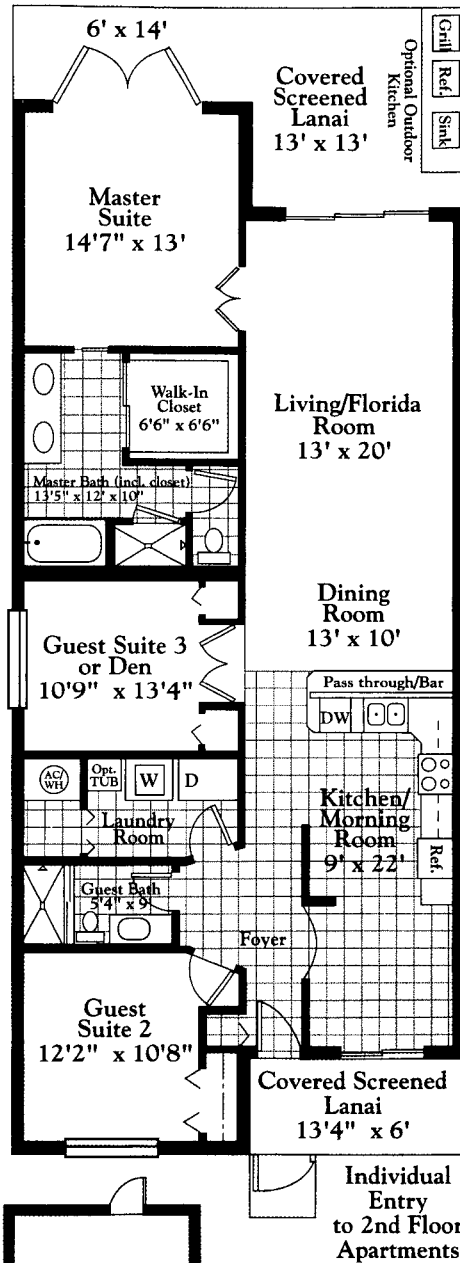 6' x 14'
Covered
Screened
Lanai
13' x 13'
Optional Outdoor
Kitchen
Grill
Ref.
Sink
Master
Suite
14'7" x 13'
Walk-In
Closet
6'6" x 6'6"
Living/Florida
Room
13' x 20'
Master Bath (incl. closet)
13'5" x 12' x 10"
Dining
Room
13' x 10'
Guest Suite 3
or Den
10'9" x 13'4"
Pass through/Bar
DW
AC/
WH
Opt.
TUB
W
D
Laundry
Room
Kitchen/
Morning
Room
9' x 22'
Ref.
Guest Bath
5'4" x 9'
Foyer
Guest
Suite 2
12'2" x 10'8"
Covered Screened
Lanai
13'4" x 6'
Individual
Entry
to 2nd Floor
Apartments